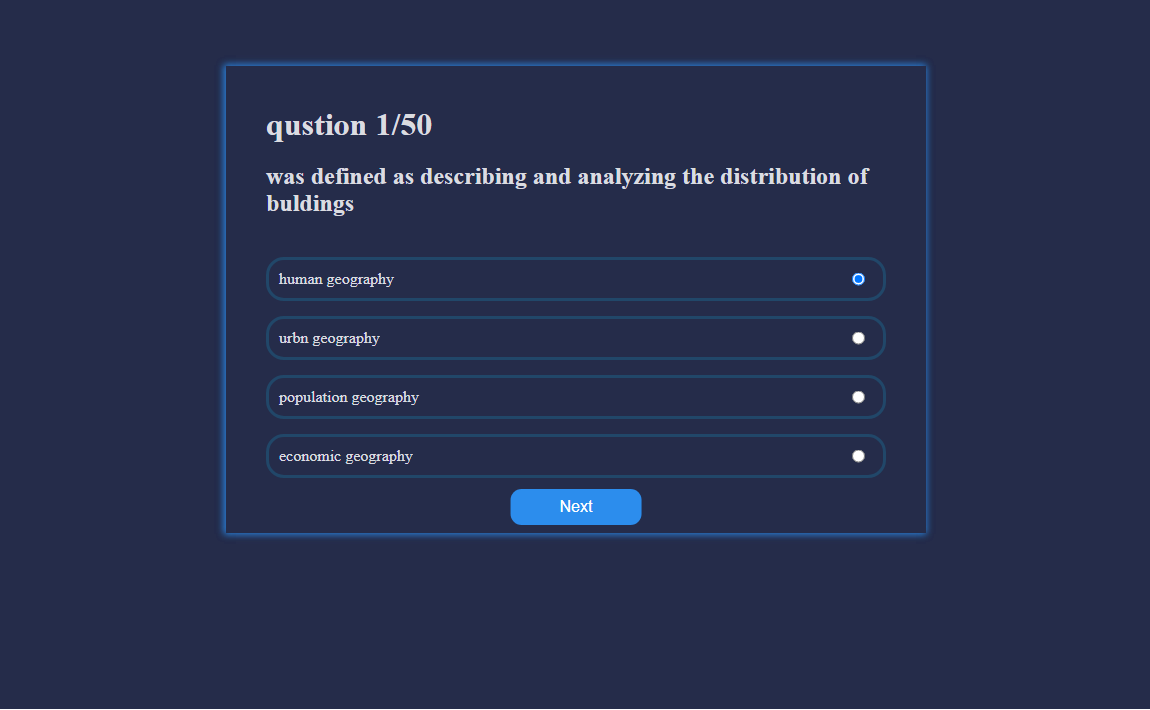 qustion 1/50
was defined as describing and analyzing the distribution of
buldings
human geography
urbn geography
population geography
economic geography
Next